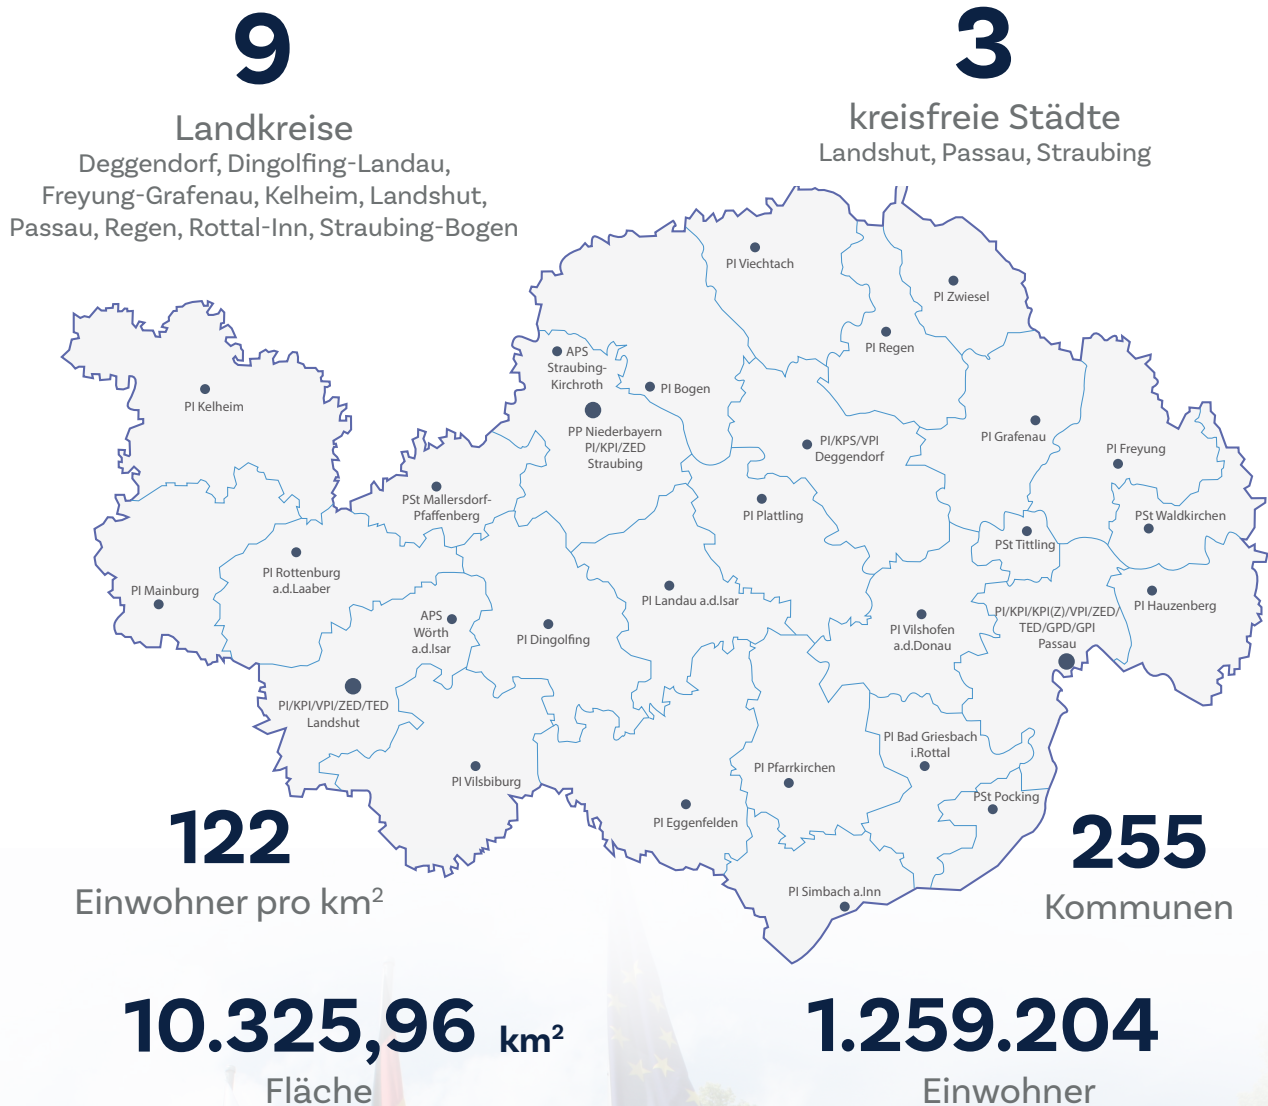 9
Landkreise
Deggendorf, Dingolfing-Landau,
Freyung-Grafenau, Kelheim, Landshut,
Passau, Regen, Rottal-Inn, Straubing-Bogen
3
kreisfreie Städte
Landshut, Passau, Straubing
PI Viechtach
PI Zwiesel
PI Regen
APS
Straubing-
Kirchroth
PI Bogen
PI Kelheim
PP Niederbayern
PI/KPI/ZED
Straubing
PI/KPS/VPI
Deggendorf
PI Grafenau
PI Freyung
PSt Mallersdorf-
Pfaffenberg
PI Plattling
PSt Waldkirchen
PSt Tittling
PI Rottenburg
a.d.Laaber
PI Mainburg
PI Landau a.d.Isar
PI Hauzenberg
APS
Wörth
a.d.Isar
PI Dingolfing
PI Vilshofen
a.d.Donau
PI/KPI/KPI(Z)/VPI/ZED/
TED/GPD/GPI
Passau
PI/KPI/VPI/ZED/TED
Landshut
PI Bad Griesbach
i.Rottal
PI Vilsbiburg
PI Pfarrkirchen
PSt Pocking
PI Eggenfelden
PI Simbach a.Inn
122
Einwohner pro km²
255
Kommunen
10.325,96 km²
Fläche
1.259.204
Einwohner